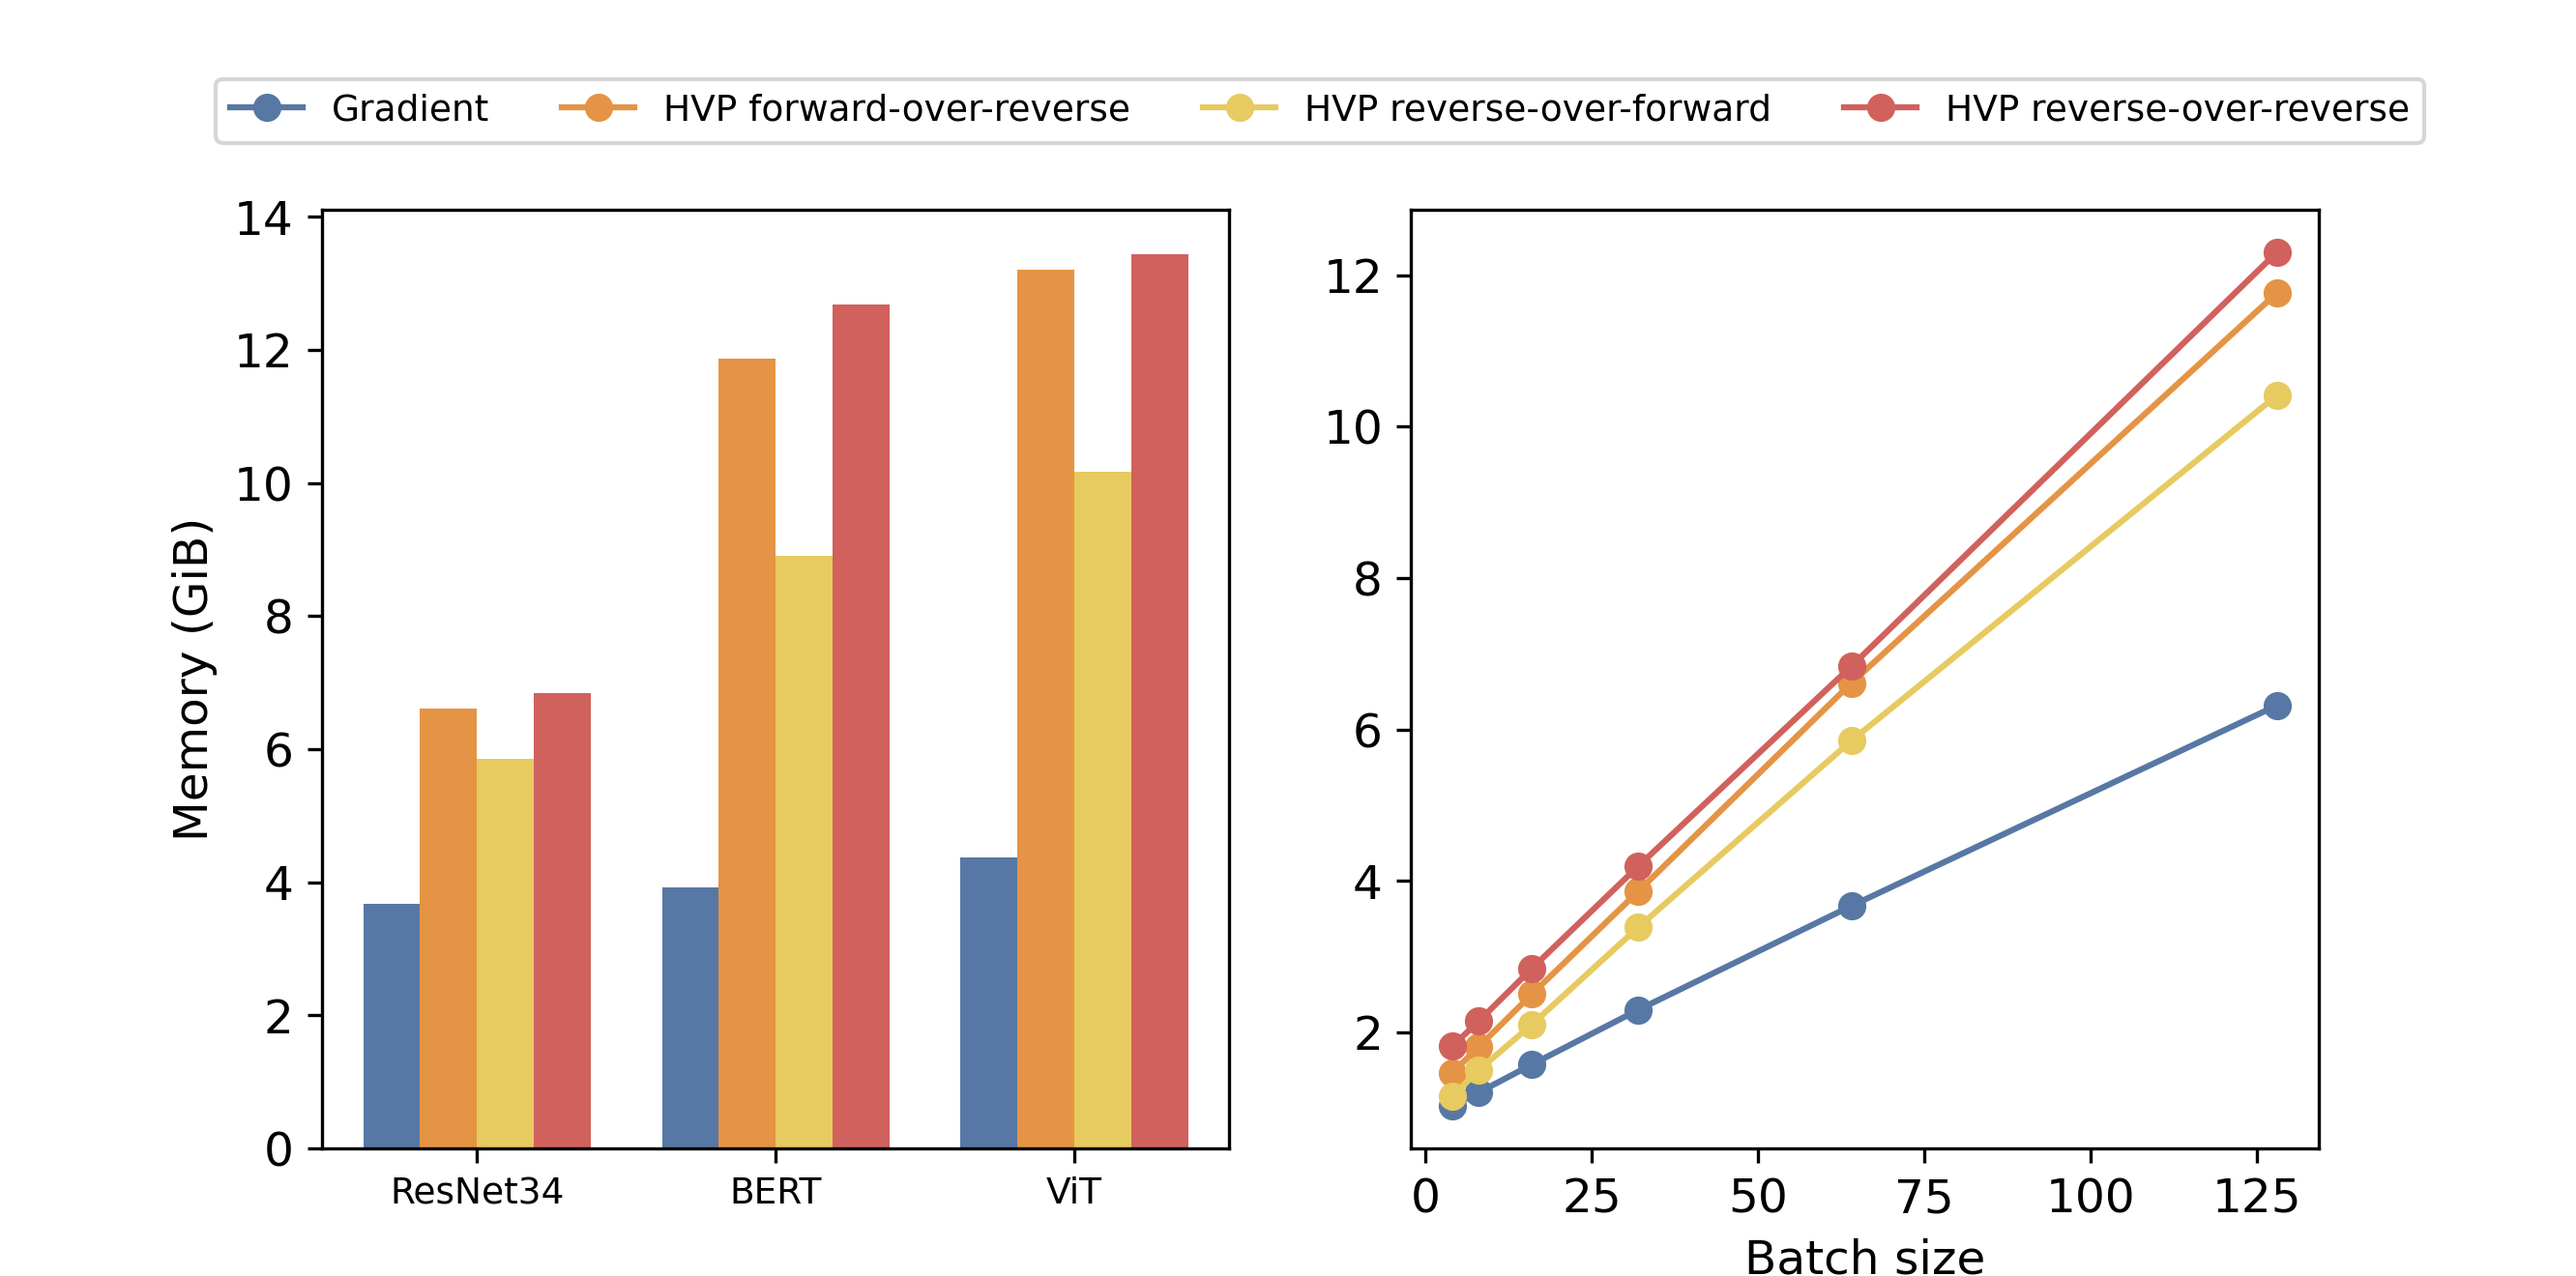 Gradient HVP forward-over-reverse HVP reverse-over-forward HVP reverse-over-reverse
Memory (GiB)
14
12
10
8
6
4
2
0
ResNet34 BERT ViT
12
10
8
6
4
2
0 25 50 75 100 125
Batch size